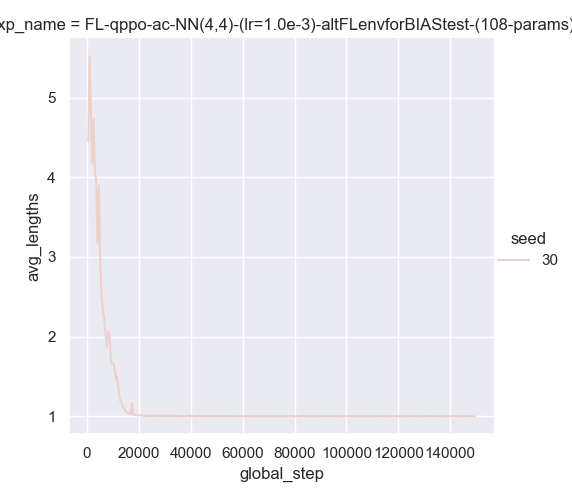 xp_name = FL-qppo-ac-NN(4,4)-(lr=1.0e-3)-altFLenvforBIAStest-(108-params)
5
4
3
2
1
avg_lengths
0 20000 40000 60000 80000 100000 120000 140000
global_step
seed
30